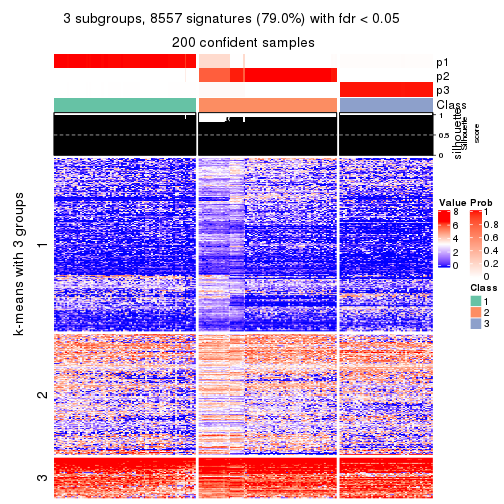 3 subgroups, 8557 signatures (79.0%) with fdr < 0.05
200 confident samples
p1
p2
p3
Class
silhouette
Silhouette
score
1
0.5
0
k-means with 3 groups
1
2
3
Value
8
6
4
2
0
Prob
1
0.8
0.6
0.4
0.2
0
Class
1
2
3